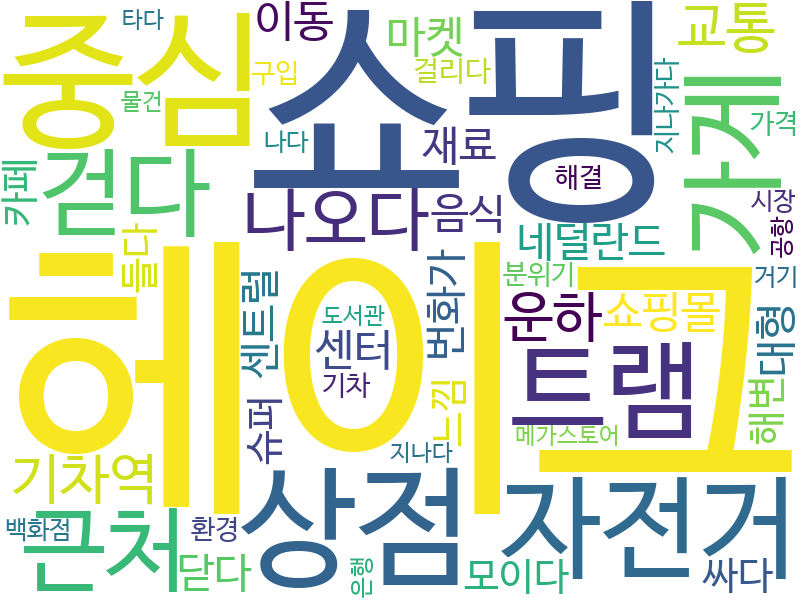 타다
이동
쇼핑
교통
중심
마켓
구입
걸리다
물건
지나가다
나다
재료
가게
가격
카페
걷다
해결
나오다
음식
시장
공항
네덜란드
들다
헤이그
센트럴
번화가
분위기
거기
도서관
운하
쇼핑몰
대형
센터
트램
기차
느낌
해변
슈퍼
메가스토어
기차역
지나다
상점
자전거
근처
백화점
환경
닫다
은행
모이다
싸다